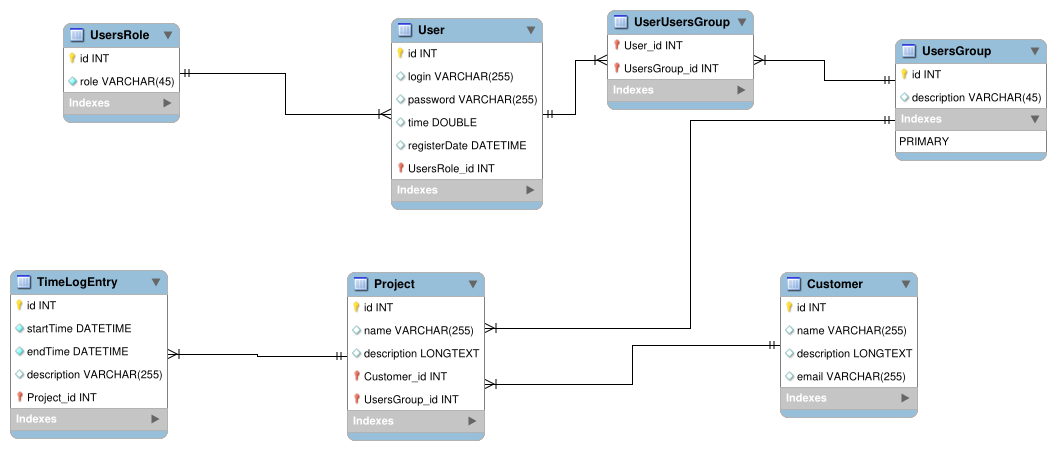 UsersRole
id INT
role VARCHAR(45)
Indexes
User
id INT
login VARCHAR(255)
password VARCHAR(255)
time DOUBLE
registerDate DATETIME
UsersRole_id INT
Indexes
UserUsersGroup
User_id INT
UsersGroup_id INT
Indexes
UsersGroup
id INT
description VARCHAR(45)
Indexes
PRIMARY
TimeLogEntry
id INT
startTime DATETIME
endTime DATETIME
description VARCHAR(255)
Project_id INT
Indexes
Project
id INT
name VARCHAR(255)
description LONGTEXT
Customer_id INT
UsersGroup_id INT
Indexes
Customer
id INT
name VARCHAR(255)
description LONGTEXT
email VARCHAR(255)
Indexes